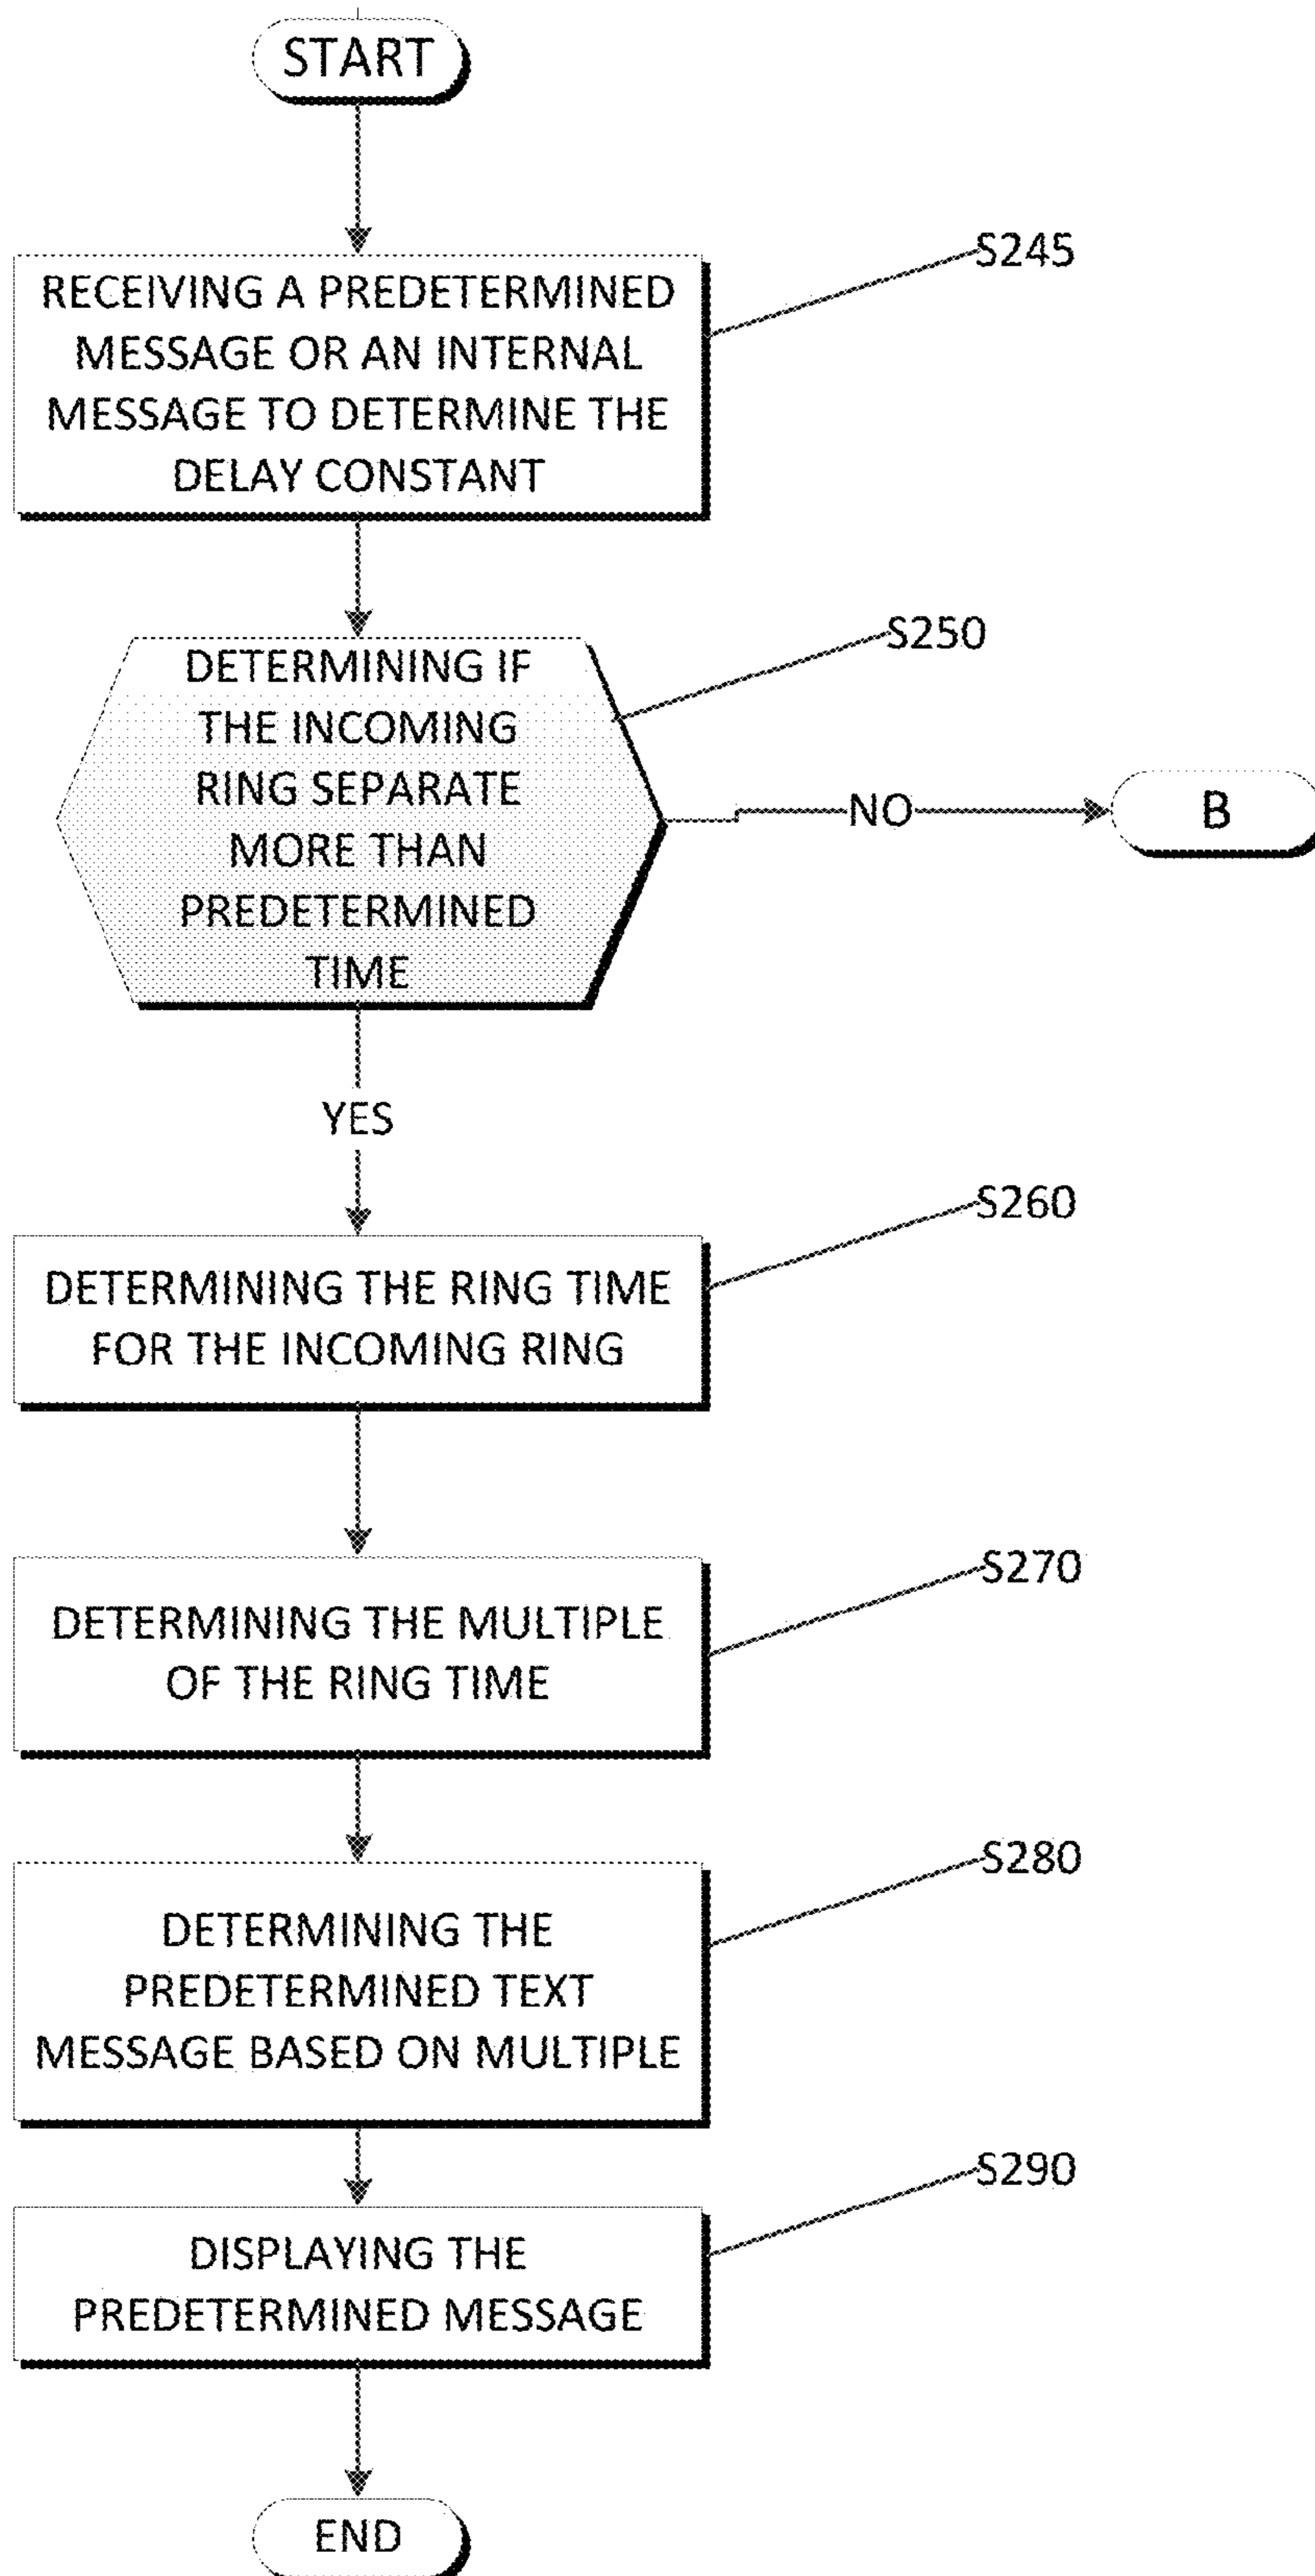 START
S245
RECEIVING A PREDETERMINED
MESSAGE OR AN INTERNAL
MESSAGE TO DETERMINE THE
DELAY CONSTANT
S250
DETERMINING IF
THE INCOMING
RING SEPARATE
MORE THAN
PREDETERMINED
TIME
NO
B
YES
S260
DETERMINING THE RING TIME
FOR THE INCOMING RING
S270
DETERMINING THE MULTIPLE
OF THE RING TIME
S280
DETERMINING THE
PREDETERMINED TEXT
MESSAGE BASED ON MULTIPLE
S290
DISPLAYING THE
PREDETERMINED MESSAGE
END